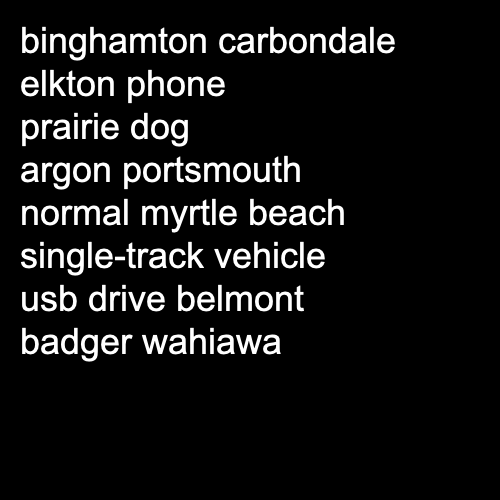 binghamton carbondale
elkton phone
prairie dog
argon portsmouth
normal myrtle beach
single-track vehicle
usb drive belmont
badger wahiawa